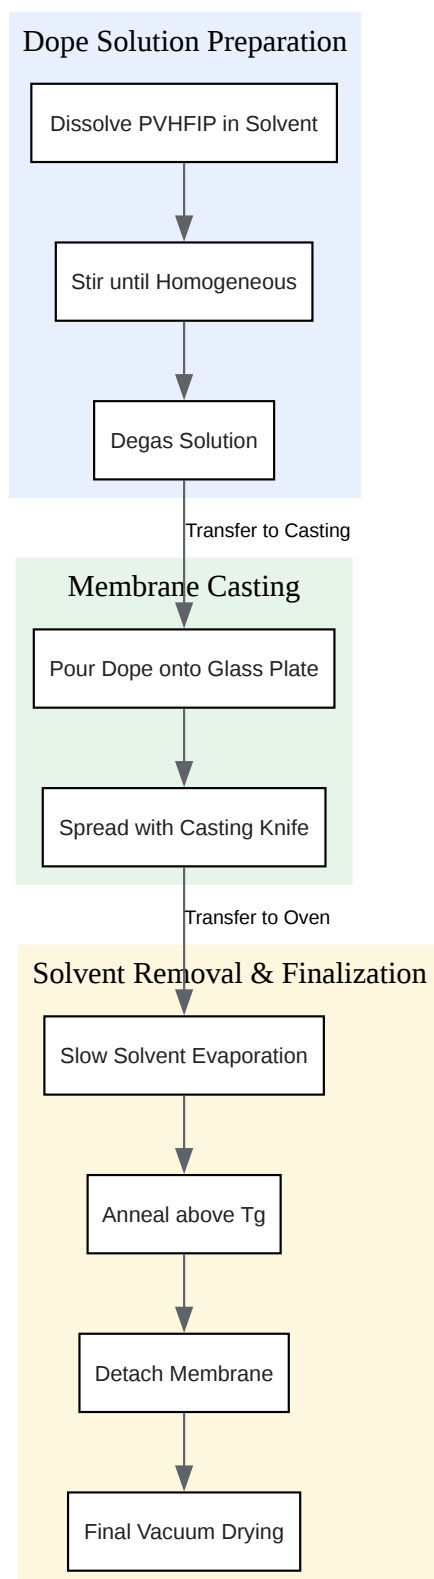 Dope Solution Preparation
Dissolve PVHFIP in Solvent
Stir until Homogeneous
Degas Solution
Transfer to Casting
Membrane Casting
Pour Dope onto Glass Plate
Spread with Casting Knife
Transfer to Oven
Solvent Removal & Finalization
Slow Solvent Evaporation
Anneal above Tg
Detach Membrane
Final Vacuum Drying